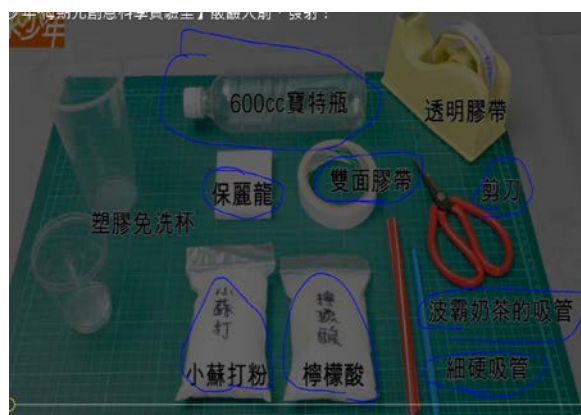 少年
600cc寶特瓶
透明膠帶
保麗龍
雙面膠帶
剪刀
塑膠免洗杯
小蘇打
檸檬酸
波霸奶茶的吸管
小蘇打粉
檸檬酸
細硬吸管